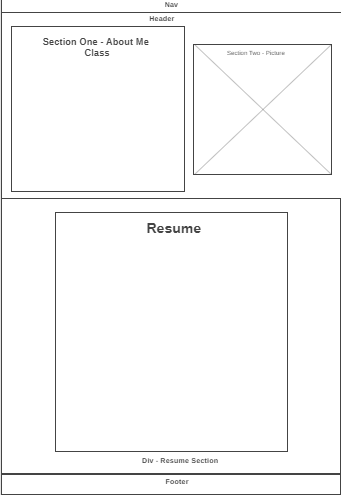 Nav
Header
Section One - About Me
Class
Section Two - Picture
Resume
Div - Resume Section
Footer